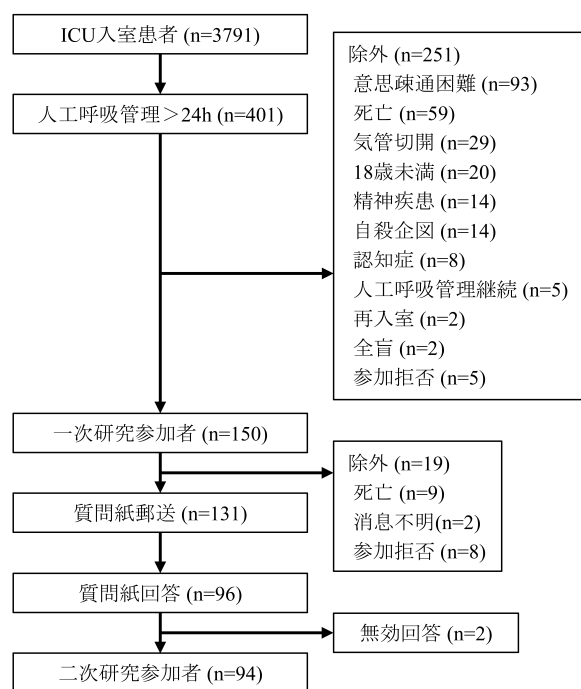 ICU入室患者 (n=3791)
人工呼吸管理＞24h (n=401)
除外 (n=251)
意思疎通困難 (n=93)
死亡 (n=59)
気管切開 (n=29)
18歳未満 (n=20)
精神疾患 (n=14)
自殺企図 (n=14)
認知症 (n=8)
人工呼吸管理継続 (n=5)
再入室 (n=2)
全盲 (n=2)
参加拒否 (n=5)
一次研究参加者 (n=150)
除外 (n=19)
死亡 (n=9)
消息不明(n=2)
参加拒否 (n=8)
質問紙郵送 (n=131)
質問紙回答 (n=96)
無効回答 (n=2)
二次研究参加者 (n=94)